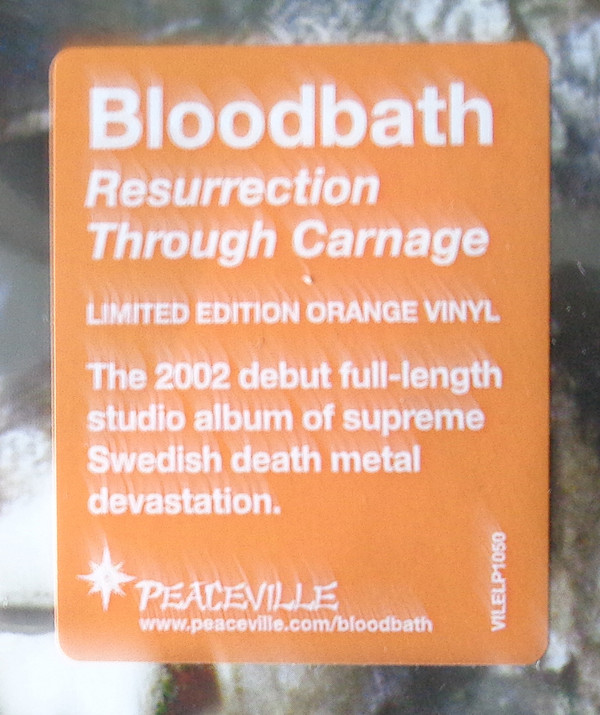 Bloodbath
Resurrection
Through Carnage
LIMITED EDITION ORANGE VINYL
The 2002 debut full-length
studio album of supreme
Swedish death metal
devastation.
PEACEVILLE
www.peaceville.com/bloodbath
VILELP1050